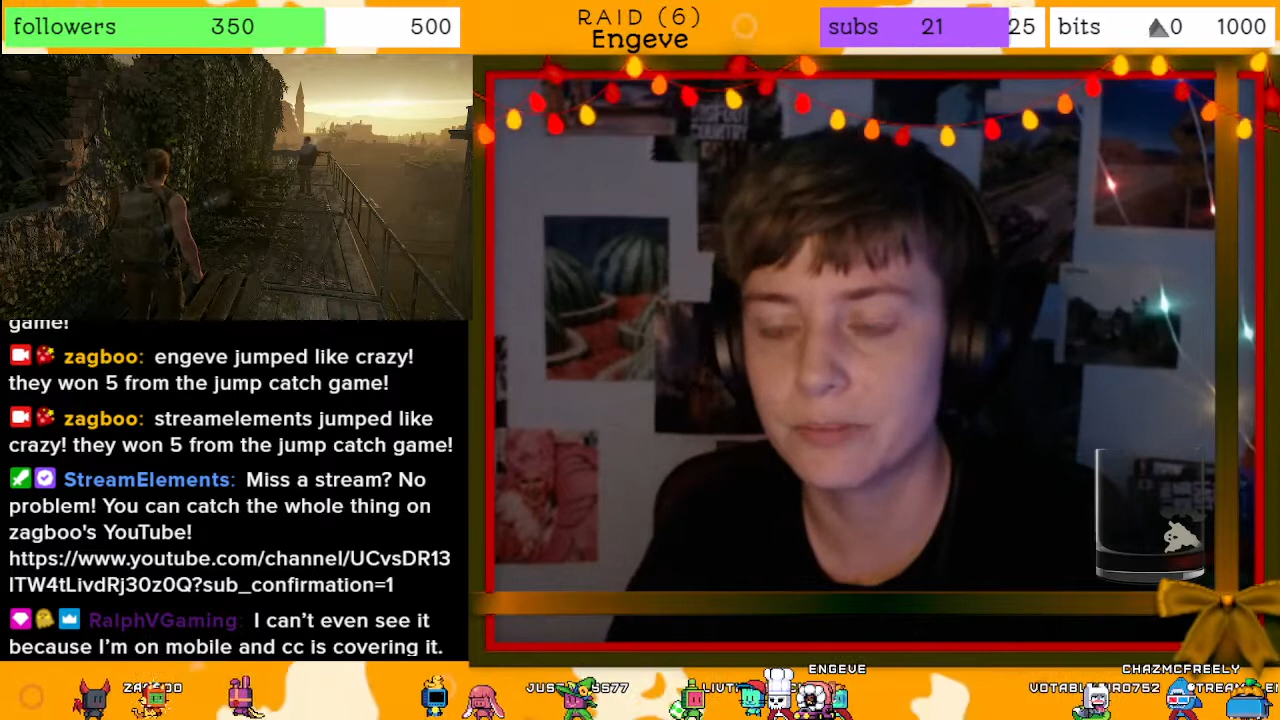 followers 350 500
RAID (6)
Engeve
subs 21 25
bits 0 1000
COUNTRY
game!
zagboo: engeve jumped like crazy!
they won 5 from the jump catch game!
zagboo: streamelements jumped like
crazy! they won 5 from the jump catch game!
StreamElements: Miss a stream? No
problem! You can catch the whole thing on
zagboo's YouTube!
https://www.youtube.com/channel/UCvsDR13
lTW4tLivdRj30z0Q?sub_confirmation=1
RalphVGaming: I can't even see it
because I'm on mobile and cc is covering it.
ENGEVE
CHAZMCFREELY